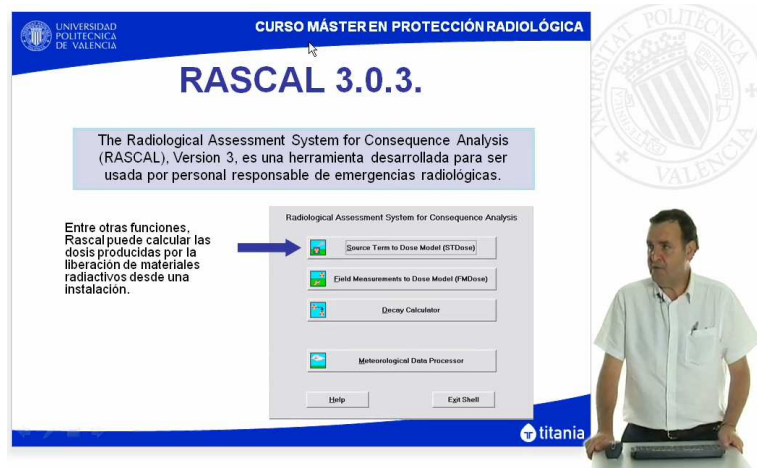 UNIVERSIDAD
POLITECNICA
DE VALENCIA
CURSO MÁSTER EN PROTECCIÓN RADIOLÓGICA
RASCAL 3.0.3.
The Radiological Assessment System for Consequence Analysis
(RASCAL), Version 3, es una herramienta desarrollada para ser
usada por personal responsable de emergencias radiológicas.
Entre otras funciones,
Rascal puede calcular las
dosis producidas por la
liberación de materiales
radiactivos desde una
instalación.
Radiological Assessment System for Consequence Analysis
Source Term to Dose Model (STDose)
Field Measurements to Dose Model (FMDose)
Decay Calculator
Meteorological Data Processor
Help
Exit Shell
titania
POLITECNICA
VALENCIA